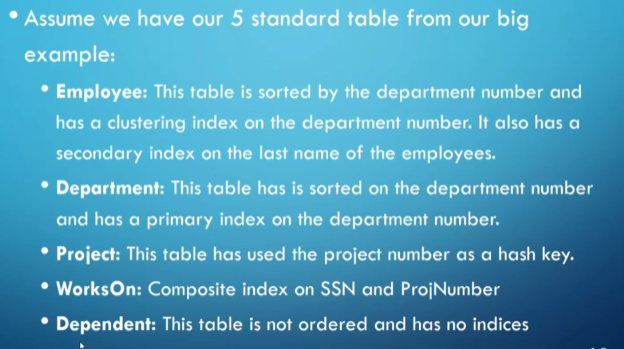 • Assume we have our 5 standard table from our big
example:
• Employee: This table is sorted by the department number and
has a clustering index on the department number. It also has a
secondary index on the last name of the employees.
• Department: This table has is sorted on the department number
and has a primary index on the department number.
• Project: This table has used the project number as a hash key.
• WorksOn: Composite index on SSN and ProjNumber
• Dependent: This table is not ordered and has no indices